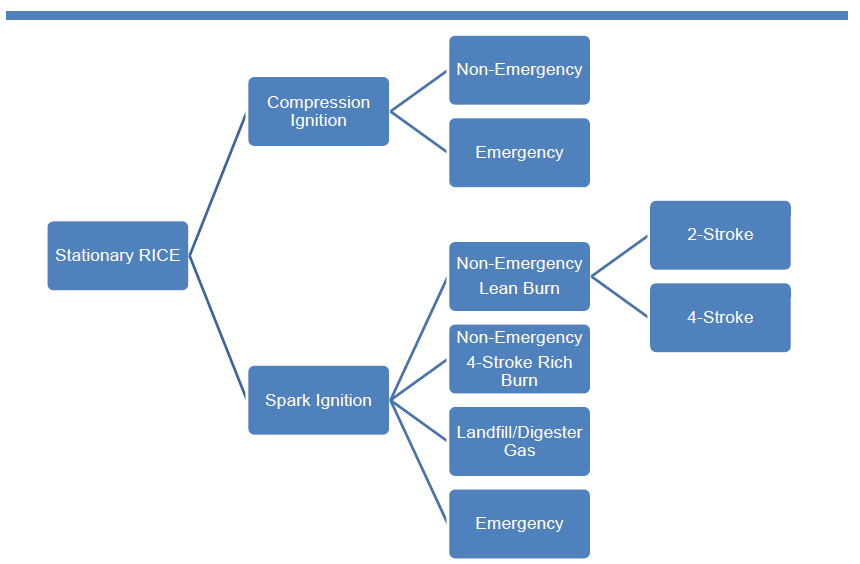 Stationary RICE
Compression
Ignition
Non-Emergency
Emergency
Spark Ignition
Non-Emergency
Lean Burn
2-Stroke
4-Stroke
Non-Emergency
4-Stroke Rich
Burn
Landfill/Digester
Gas
Emergency